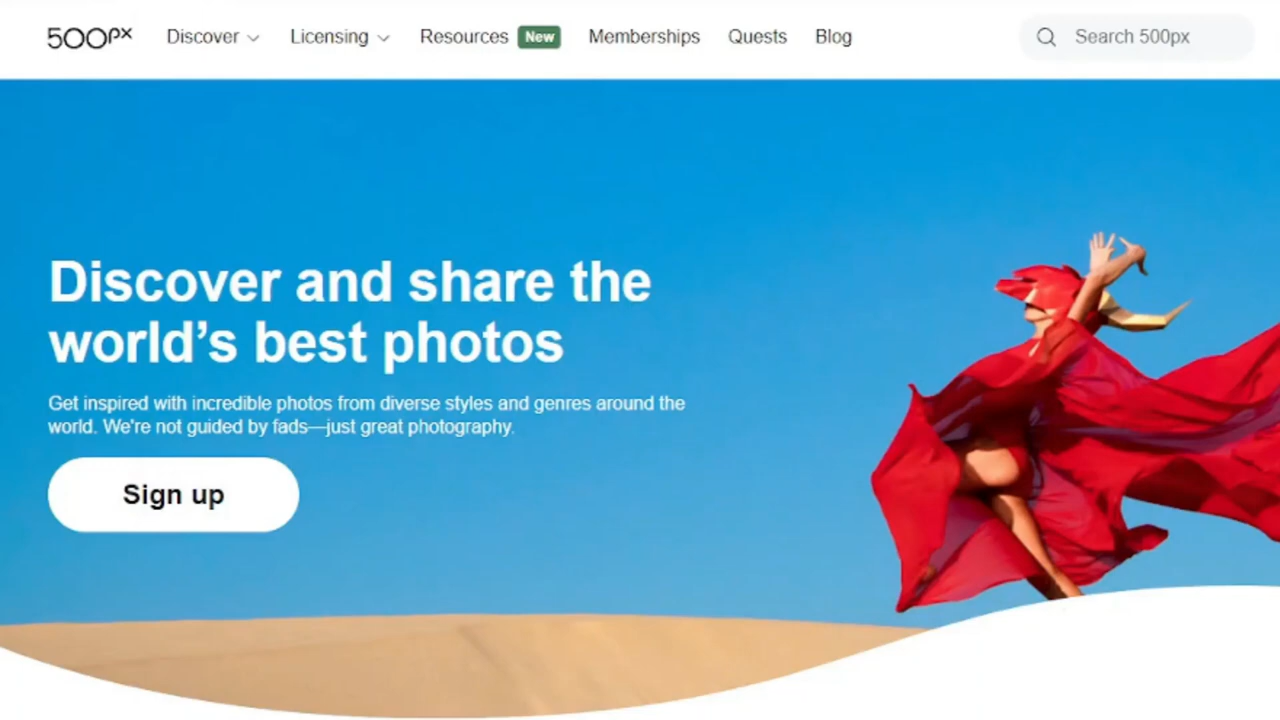 500px Discover Licensing Resources New Memberships Quests Blog Search 500px
Discover and share the
world’s best photos
Get inspired with incredible photos from diverse styles and genres around the
world. We're not guided by fads—just great photography.
Sign up